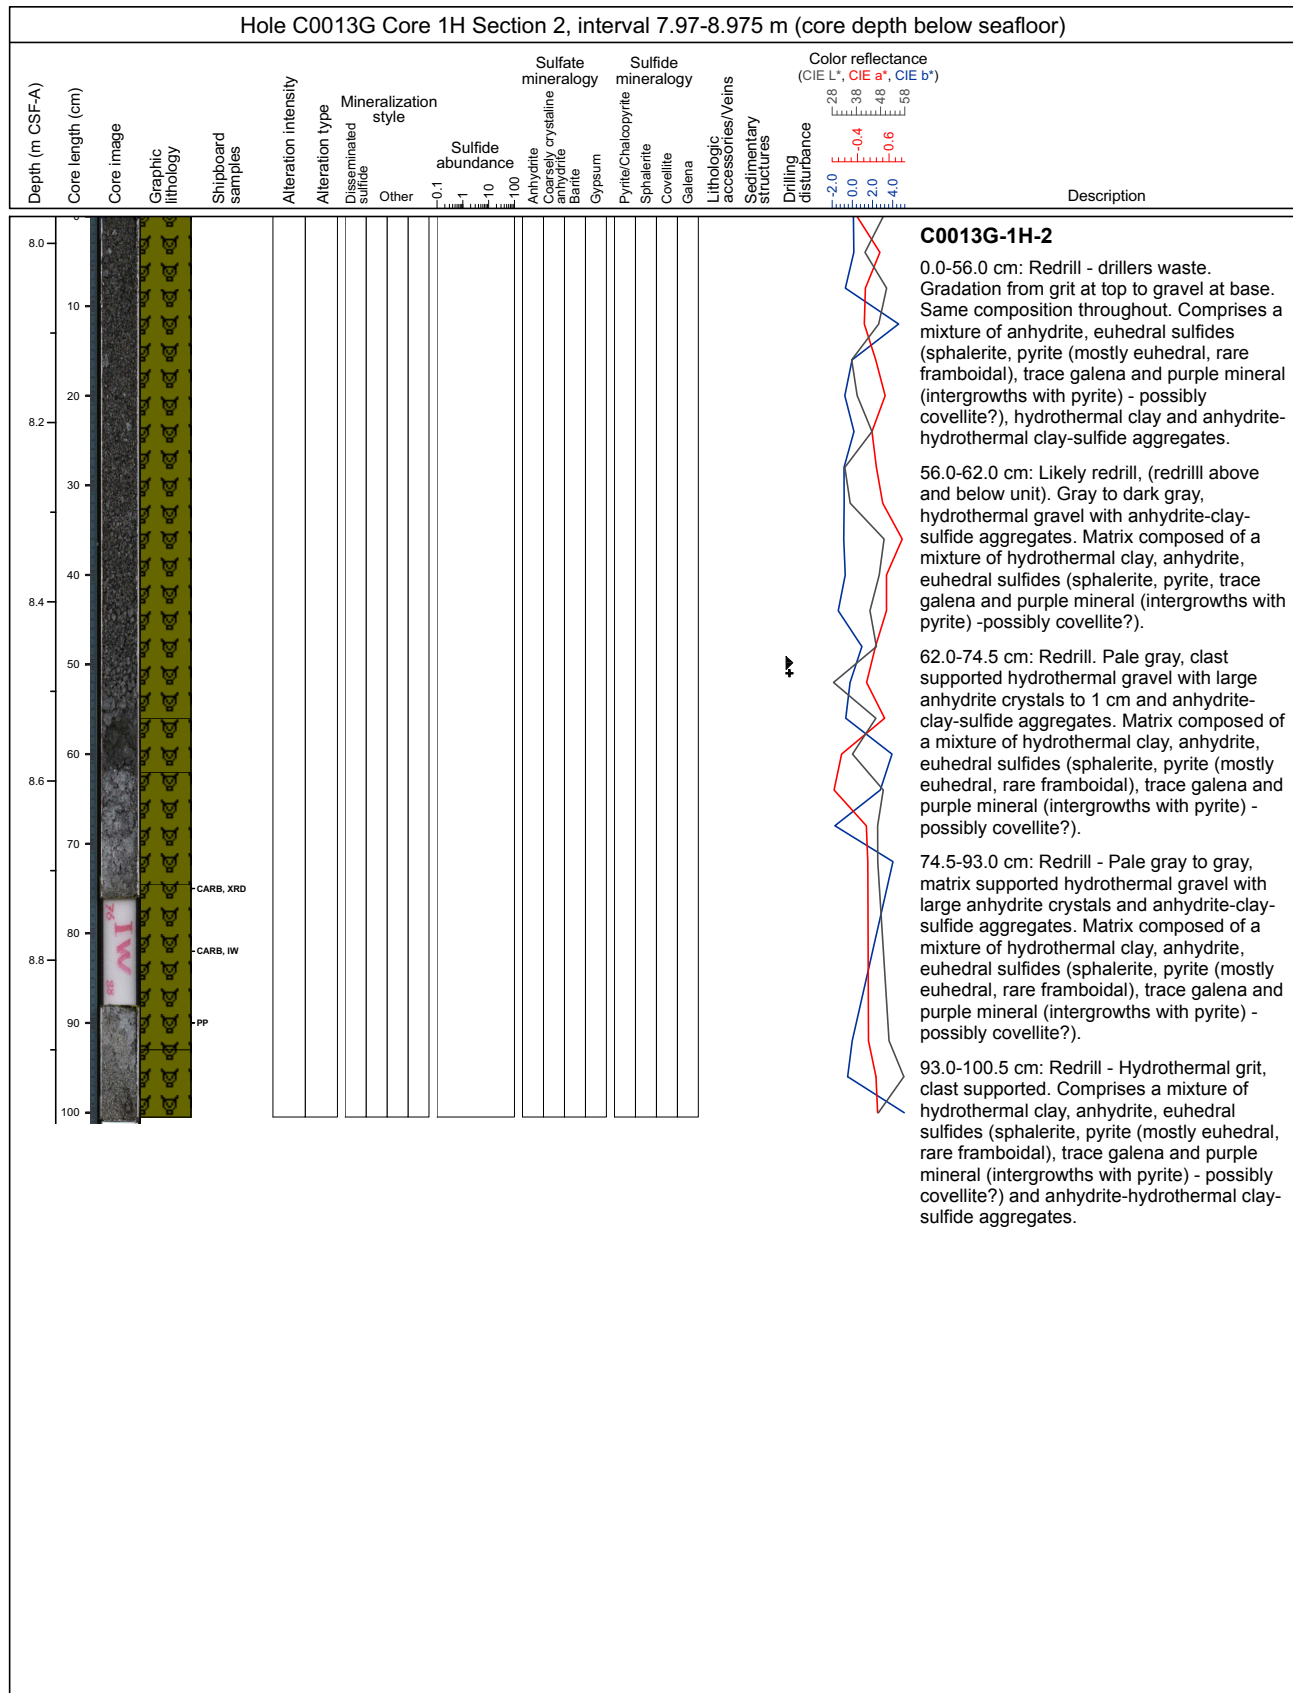 Hole C0013G Core 1H Section 2, interval 7.97-8.975 m (core depth below seafloor)
Depth (m CSF-A)
Core length (cm)
Core image
Graphic
lithology
Shipboard
samples
Alteration intensity
Alteration type
Mineralization
style
Disseminated
sulfide
Other
Sulfide
abundance
0.1
1
10
100
Sulfate
mineralogy
Anhydrite
Coarsely crystaline
anhydrite
Barite
Gypsum
Sulfide
mineralogy
Pyrite/Chalcopyrite
Sphalerite
Covellite
Galena
Lithologic
accessories/Veins
Sedimentary
structures
Drilling
disturbance
Color reflectance
(CIE L*, CIE a*, CIE b*)
28
38
48
58
-0.4
0.6
-2.0
0.0
2.0
4.0
Description
8.0
8.2
8.4
8.6
8.8
0
10
20
30
40
50
60
70
80
90
100
76
IW
88
CARB, XRD
CARB, IW
PP
C0013G-1H-2
0.0-56.0 cm: Redrill - drillers waste.
Gradation from grit at top to gravel at base.
Same composition throughout. Comprises a
mixture of anhydrite, euhedral sulfides
(sphalerite, pyrite (mostly euhedral, rare
framboidal), trace galena and purple mineral
(intergrowths with pyrite) - possibly
covellite?), hydrothermal clay and anhydrite-
hydrothermal clay-sulfide aggregates.
56.0-62.0 cm: Likely redrill, (redrilll above
and below unit). Gray to dark gray,
hydrothermal gravel with anhydrite-clay-
sulfide aggregates. Matrix composed of a
mixture of hydrothermal clay, anhydrite,
euhedral sulfides (sphalerite, pyrite, trace
galena and purple mineral (intergrowths with
pyrite) -possibly covellite?).
62.0-74.5 cm: Redrill. Pale gray, clast
supported hydrothermal gravel with large
anhydrite crystals to 1 cm and anhydrite-
clay-sulfide aggregates. Matrix composed of
a mixture of hydrothermal clay, anhydrite,
euhedral sulfides (sphalerite, pyrite (mostly
euhedral, rare framboidal), trace galena and
purple mineral (intergrowths with pyrite) -
possibly covellite?).
74.5-93.0 cm: Redrill - Pale gray to gray,
matrix supported hydrothermal gravel with
large anhydrite crystals and anhydrite-clay-
sulfide aggregates. Matrix composed of a
mixture of hydrothermal clay, anhydrite,
euhedral sulfides (sphalerite, pyrite (mostly
euhedral, rare framboidal), trace galena and
purple mineral (intergrowths with pyrite) -
possibly covellite?).
93.0-100.5 cm: Redrill - Hydrothermal grit,
clast supported. Comprises a mixture of
hydrothermal clay, anhydrite, euhedral
sulfides (sphalerite, pyrite (mostly euhedral,
rare framboidal), trace galena and purple
mineral (intergrowths with pyrite) - possibly
covellite?) and anhydrite-hydrothermal clay-
sulfide aggregates.